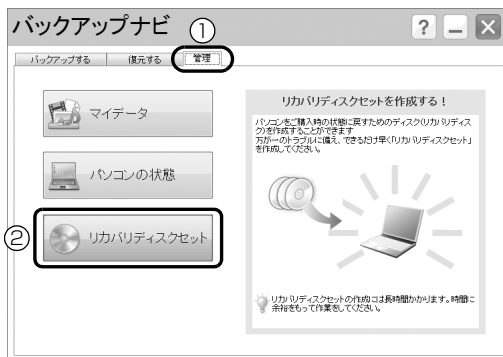 バックアップナビ
①
バックアップする
復元する
管理
マイデータ
パソコンの状態
②
リカバリディスクセット
リカバリディスクセットを作成する！
パソコンをご購入時の状態に戻すためのディスク(リカバリディス
ク)を作成することができます
万が一のトラブルに備え、できるだけ早く「リカバリディスクセット」
を作成してください。
リカバリディスクセットの作成には長時間かかります。時間に
余裕をもって作業をしてください。